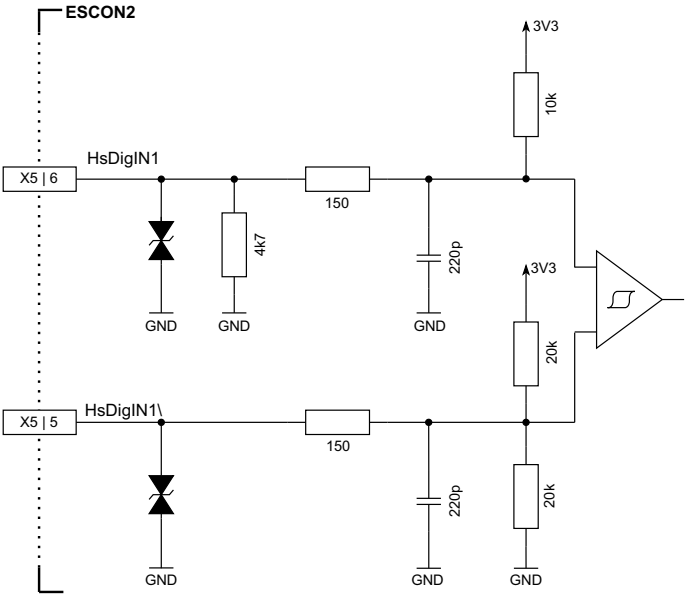 ESCON2
3V3
10k
HsDigIN1
X5 | 6
150
4k7
220p
3V3
GND
GND
GND
20k
HsDigIN1\
X5 | 5
150
220p
20k
GND
GND
GND